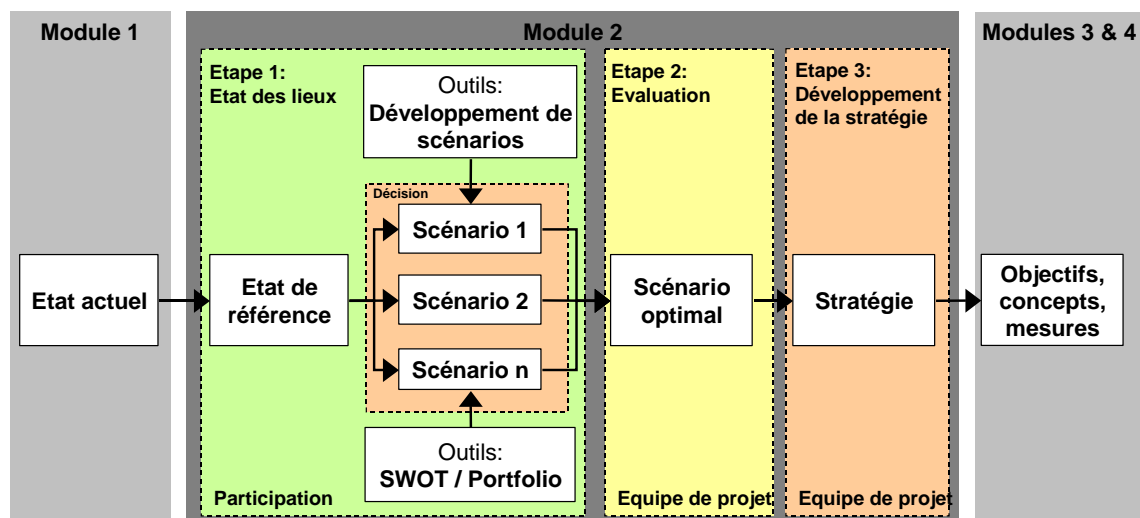 Module 1
Module 2
Modules 3 & 4
Etape 1:
Etat des lieux
Outils:
Développement de
scénarios
Etape 2:
Evaluation
Etape 3:
Développement
de la stratégie
Décision
Scénario 1
Scénario 2
Scénario n
Etat actuel
Etat de
référence
Scénario
optimal
Stratégie
Objectifs,
concepts,
mesures
Outils:
SWOT / Portfolio
Participation
Equipe de projet
Equipe de projet